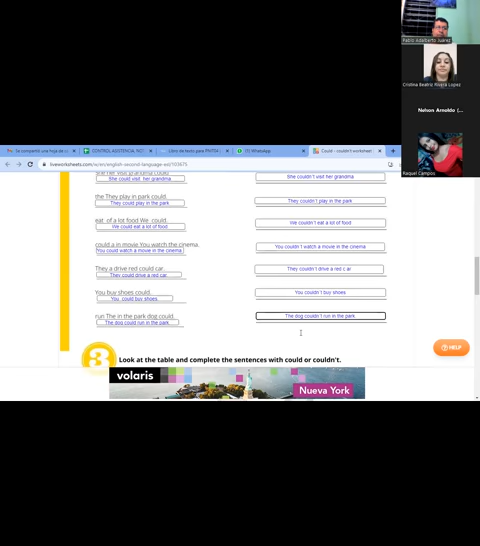 Pablo Adalberto Juarez
Cristina Beatriz Rivera Lopez
Nelson Arnoldo (...
Raquel Campos
Se compartió una hoja de c
CONTROL ASISTENCIA, NOT
Libro de texto para
(1) WhatsApp
Could - couldn't worksheet
liveworksheets.com/w/en/english-second-language-esl/103675
She could visit her grandma.
She couldn't visit her grandma
the They play in park could.
They could play in the park
They couldn't play in the park
eat of a lot food We could.
We could eat a lot of food
We couldn't eat a lot of food
could a in movie You watch the cinema.
You could watch a movie in the cinema
You couldn't watch a movie in the cinema
They a drive red could car.
They could drive a red car.
They couldn't drive a red c ar.
You buy shoes could.
You could buy shoes
You couldn't buy shoes
run The in the park dog could.
The dog could run in the park
The dog couldn't run in the park.
3 Look at the table and complete the sentences with could or couldn't.
HELP
volaris
Nueva York